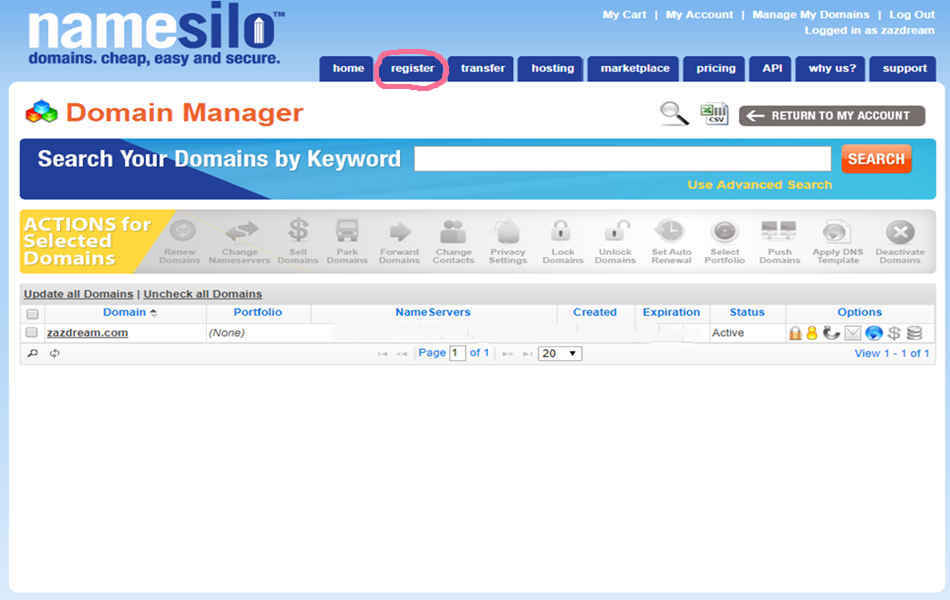 namesilo™
domains. cheap, easy and secure.
My Cart | My Account | Manage My Domains | Log Out
Logged in as zazdream
home register transfer hosting marketplace pricing API why us? support
Domain Manager
CSV
RETURN TO MY ACCOUNT
Search Your Domains by Keyword
SEARCH
Use Advanced Search
ACTIONS for
Selected
Domains
Renew
Domains
Change
Nameservers
Sell
Domains
Park
Domains
Forward
Domains
Change
Contacts
Privacy
Settings
Lock
Domains
Unlock
Domains
Set Auto
Renewal
Select
Portfolio
Push
Domains
Apply DNS
Template
Deactivate
Domains
Update all Domains | Uncheck all Domains
Domain Portfolio NameServers Created Expiration Status Options
zazdream.com (None) Active
Page 1 of 1 20 View 1 - 1 of 1